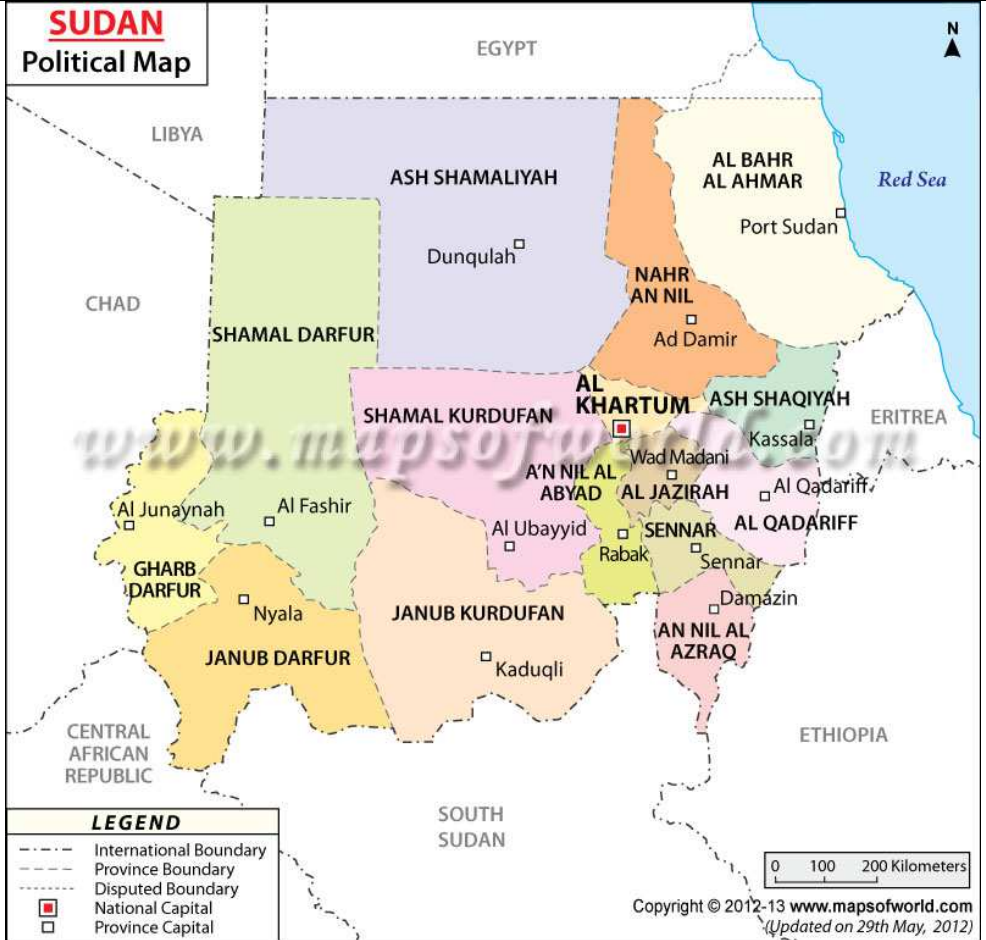 SUDAN
Political Map
N
EGYPT
LIBYA
ASH SHAMALIYAH
AL BAHR
AL AHMAR
Red Sea
Port Sudan
Dunqulah
NAHR
AN NIL
CHAD
SHAMAL DARFUR
Ad Damir
AL
KHARTUM
ASH SHAQIYAH
SHAMAL KURDUFAN
ERITREA
Kassala
www.mapsofworld.com
Wad Madani
A'N NIL AL
ABYAD
AL JAZIRAH
Al Qadariff
AL QADARIFF
Al Junaynah
Al Fashir
Al Ubayyid
Rabak
SENNAR
Sennar
GHARB
DARFUR
Nyala
JANUB KURDUFAN
Damazin
AN NIL AL
AZRAQ
JANUB DARFUR
Kaduqli
CENTRAL
AFRICAN
REPUBLIC
ETHIOPIA
SOUTH
SUDAN
LEGEND
International Boundary
Province Boundary
Disputed Boundary
National Capital
Province Capital
0 100 200 Kilometers
Copyright © 2012-13 www.mapsofworld.com
(Updated on 29th May, 2012)